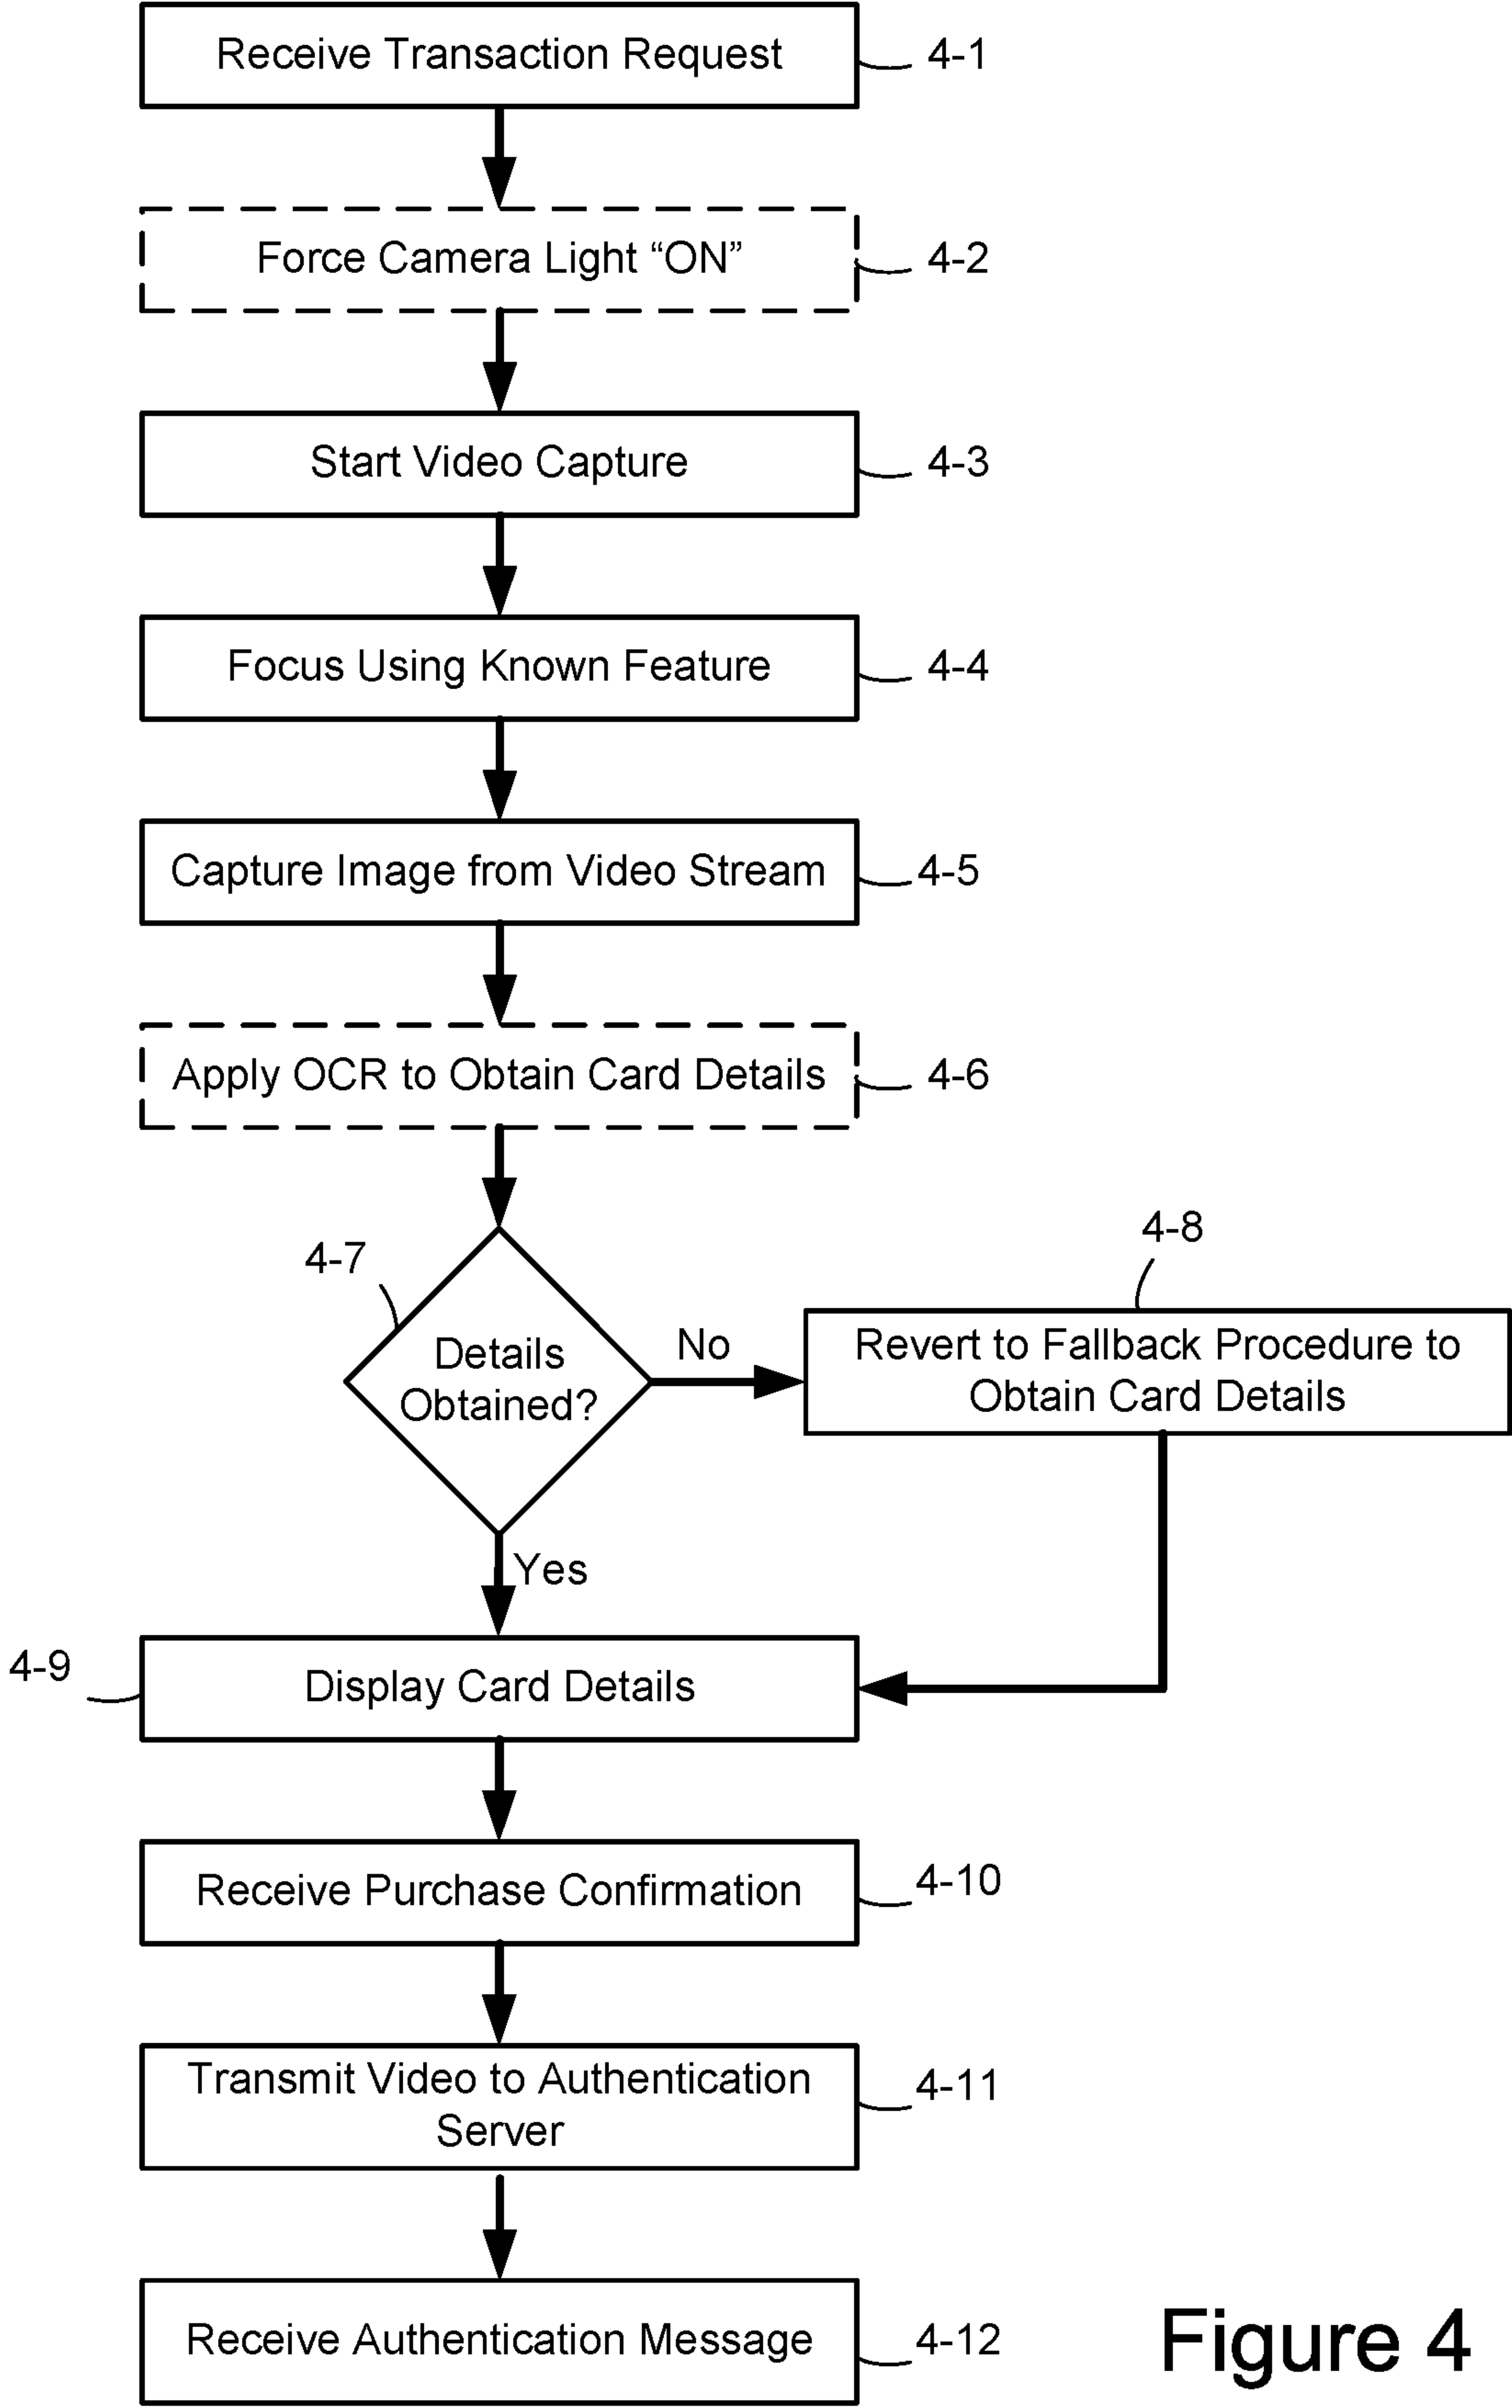 Receive Transaction Request
4-1
Force Camera Light “ON”
4-2
Start Video Capture
4-3
Focus Using Known Feature
4-4
Capture Image from Video Stream
4-5
Apply OCR to Obtain Card Details
4-6
4-7
Details
Obtained?
No
4-8
Revert to Fallback Procedure to
Obtain Card Details
Yes
4-9
Display Card Details
Receive Purchase Confirmation
4-10
Transmit Video to Authentication
Server
4-11
Receive Authentication Message
4-12
Figure 4